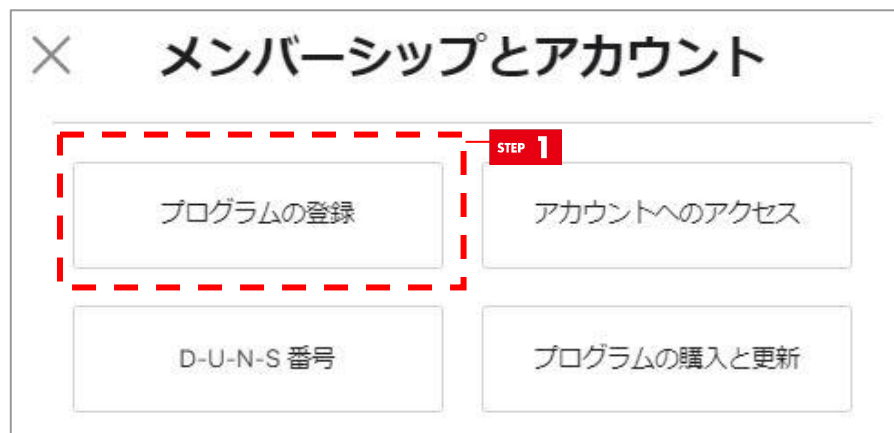 メンバーシップとアカウント
STEP 1
プログラムの登録
アカウントへのアクセス
D-U-N-S 番号
プログラムの購入と更新